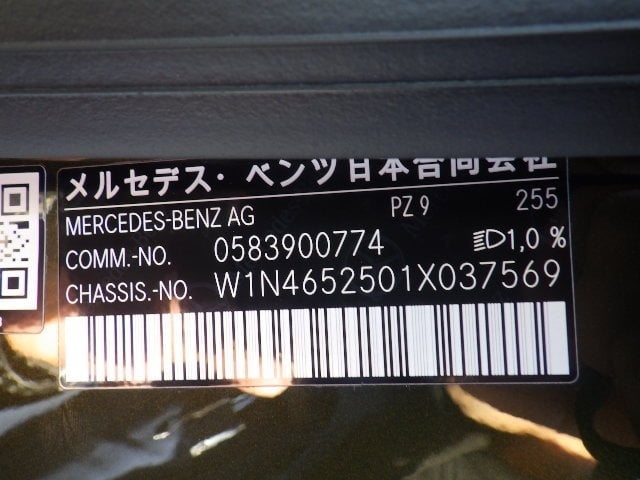 メルセデス・ベンツ日本合同会社
MERCEDES-BENZ AG PZ 9 255
COMM.-NO. 0583900774 1,0 %
CHASSIS.-NO. W1N4652501X037569